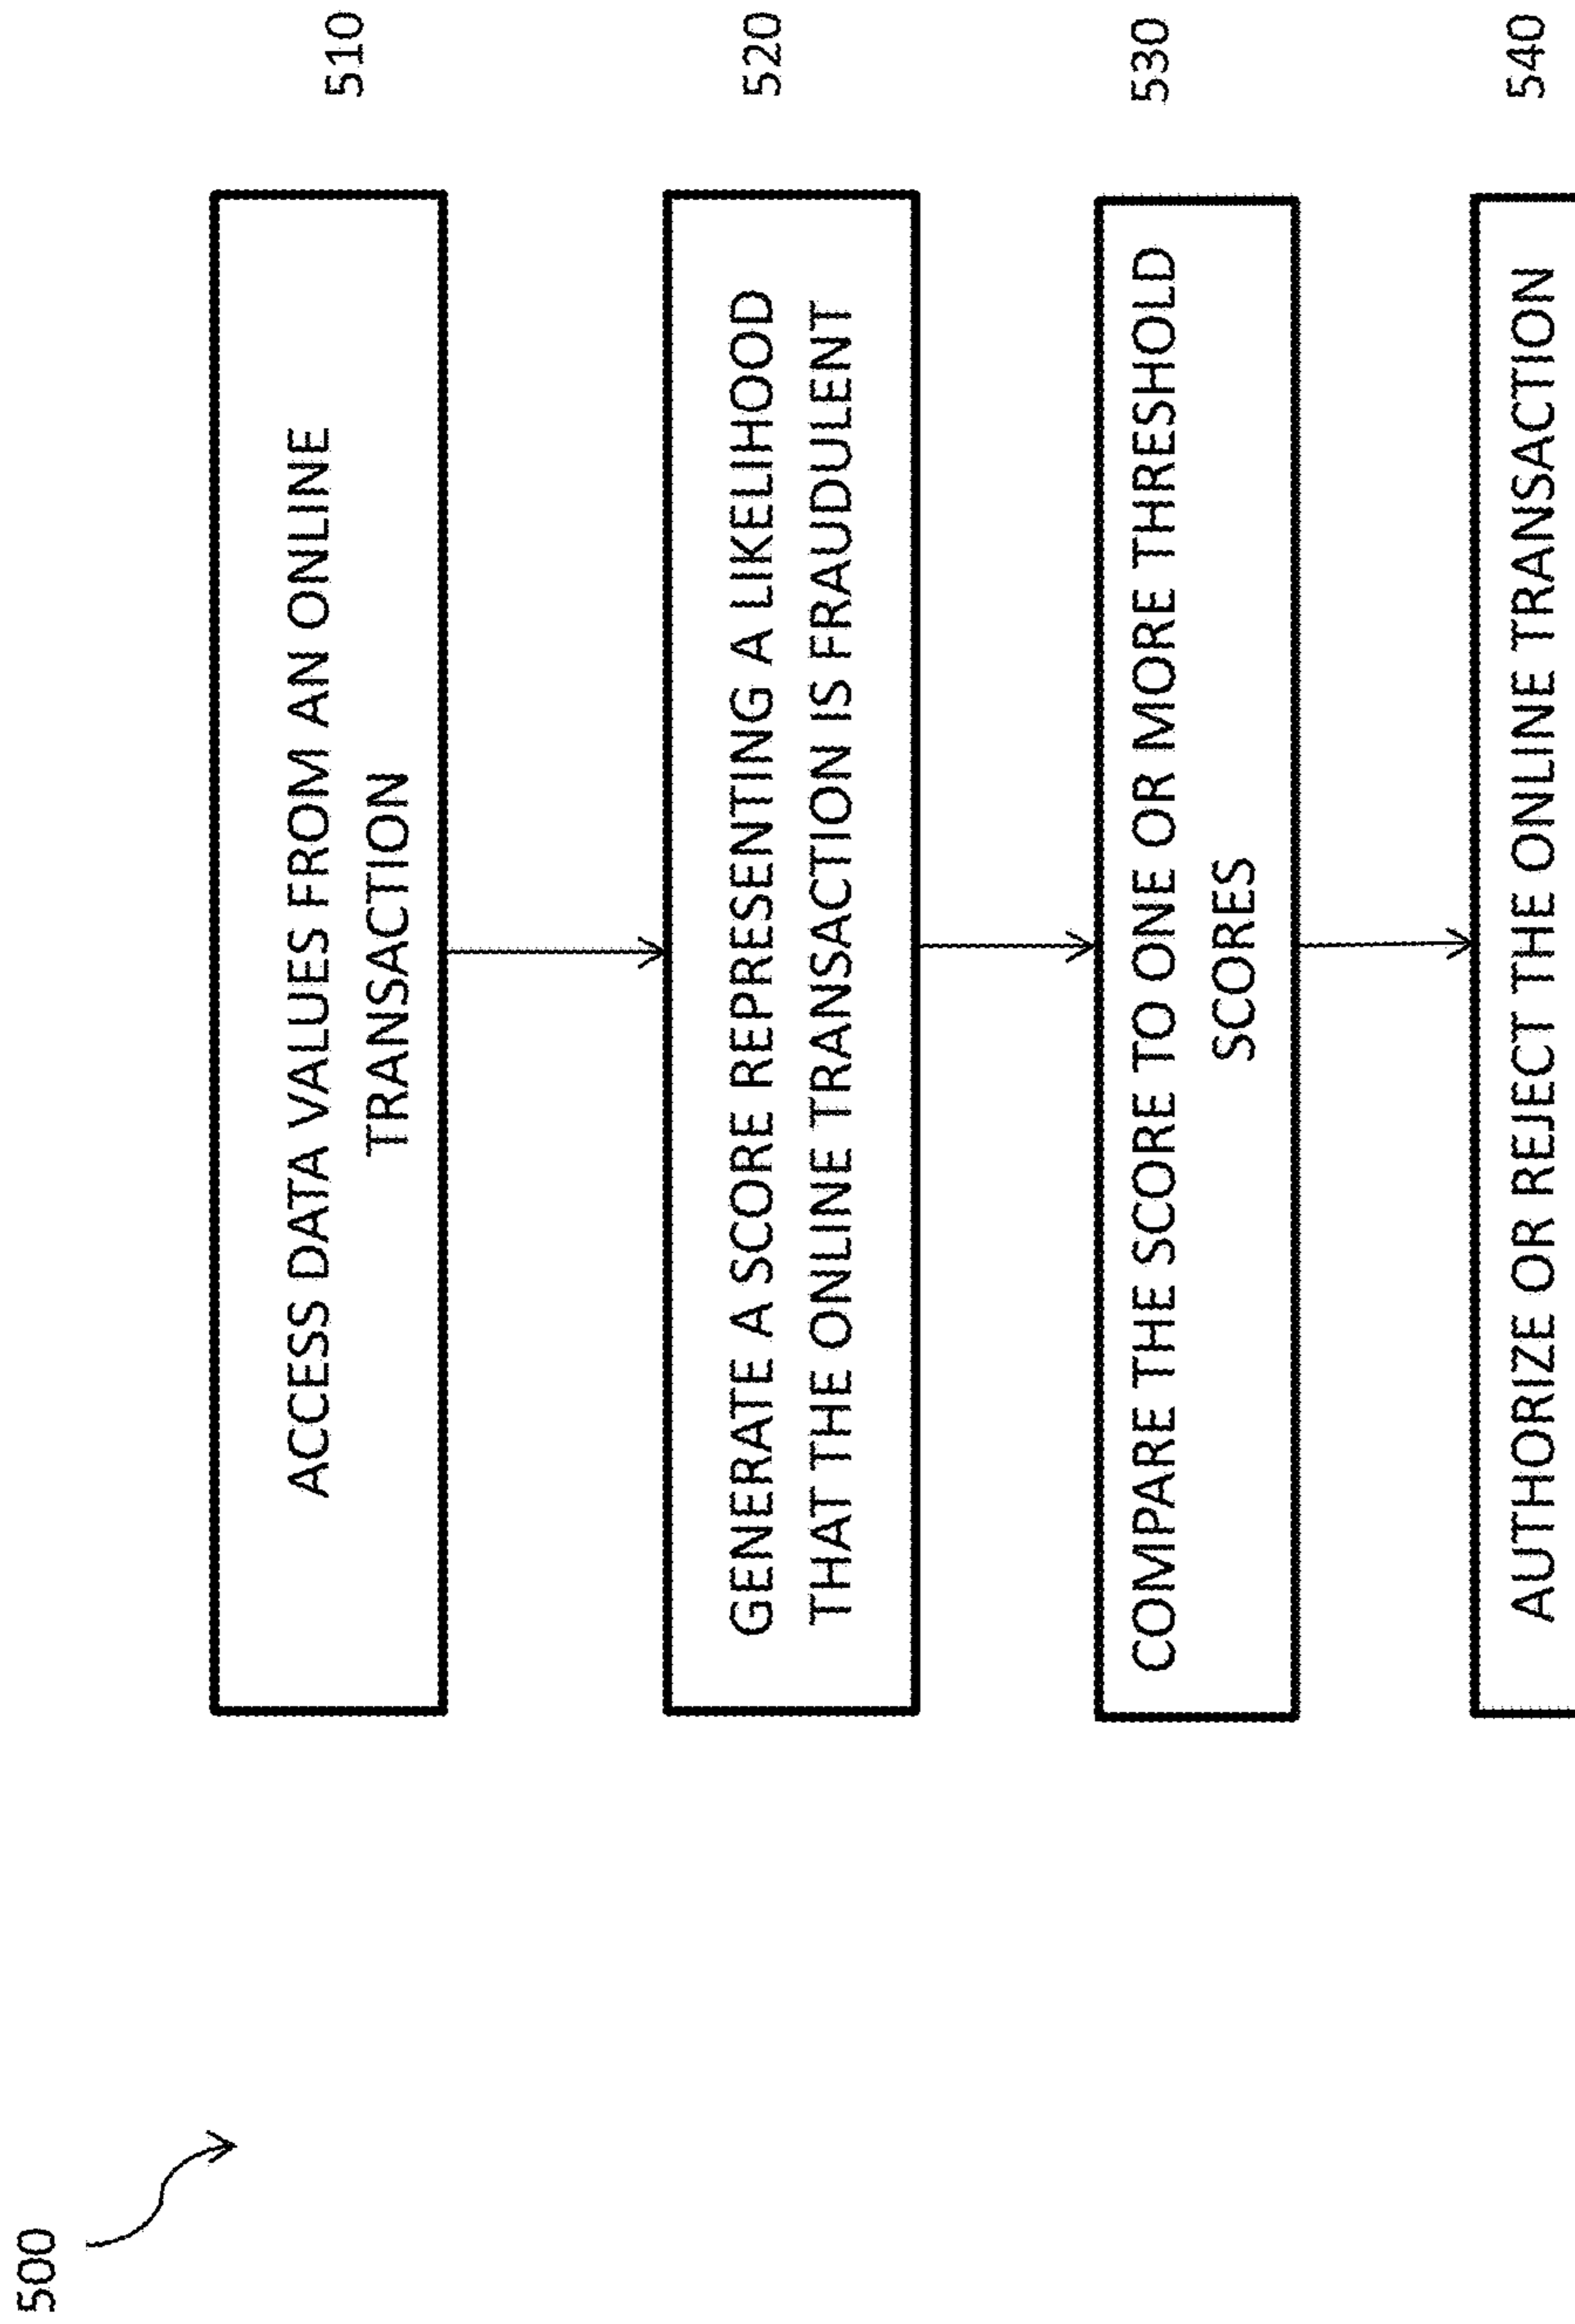 500
ACCESS DATA VALUES FROM AN ONLINE
TRANSACTION
510
GENERATE A SCORE REPRESENTING A LIKELIHOOD
THAT THE ONLINE TRANSACTION IS FRAUDULENT
520
COMPARE THE SCORE TO ONE OR MORE THRESHOLD
SCORES
530
AUTHORIZE OR REJECT THE ONLINE TRANSACTION
540